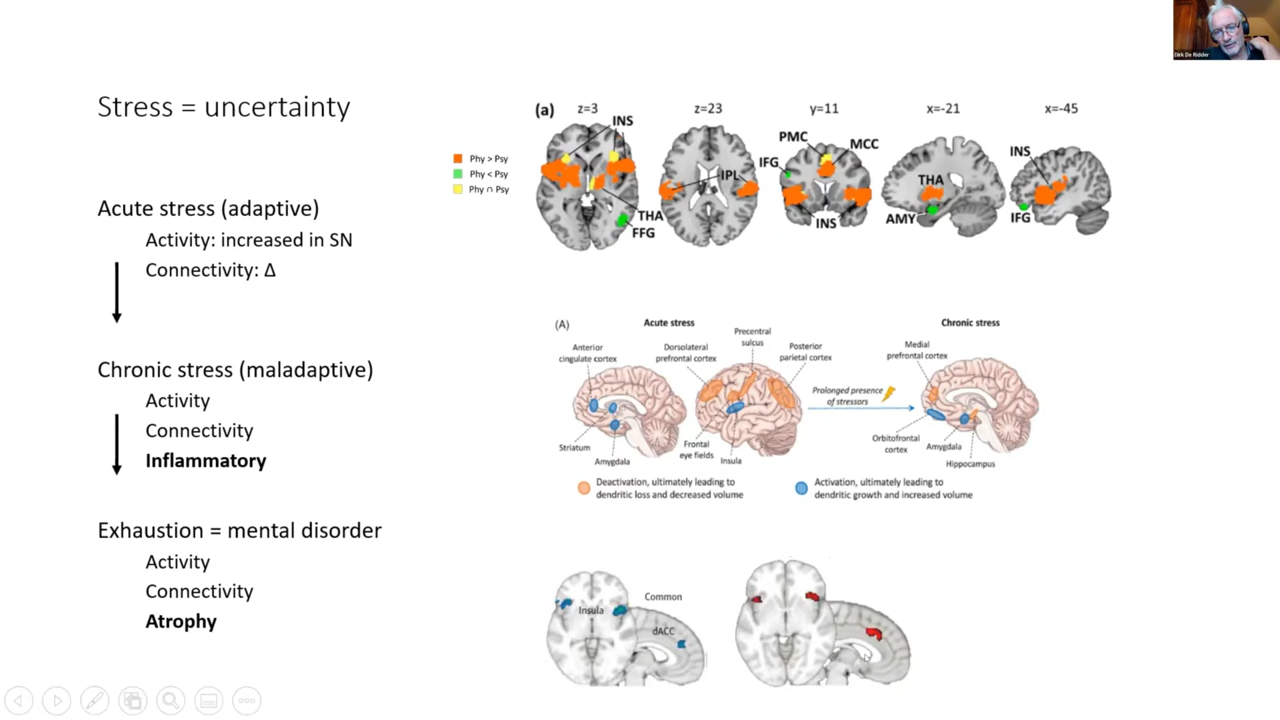 Dirk De Ridder
Stress = uncertainty
Acute stress (adaptive)
Activity: increased in SN
Connectivity: Δ
Chronic stress (maladaptive)
Activity
Connectivity
Inflammatory
Exhaustion = mental disorder
Activity
Connectivity
Atrophy
(a)
z=3
z=23
y=11
x=-21
x=-45
Phy > Psy
Phy < Psy
Phy ∩ Psy
INS
THA
FFG
IPL
PMC
MCC
IFG
INS
THA
AMY
INS
IFG
(A)
Acute stress
Chronic stress
Anterior
cingulate cortex
Dorsolateral
prefrontal cortex
Precentral
sulcus
Posterior
parietal cortex
Striatum
Amygdala
Frontal
eye fields
Insula
Prolonged presence
of stressors
Medial
prefrontal cortex
Orbitofrontal
cortex
Amygdala
Hippocampus
Deactivation, ultimately leading to
dendritic loss and decreased volume
Activation, ultimately leading to
dendritic growth and increased volume
Insula
Common
dACC